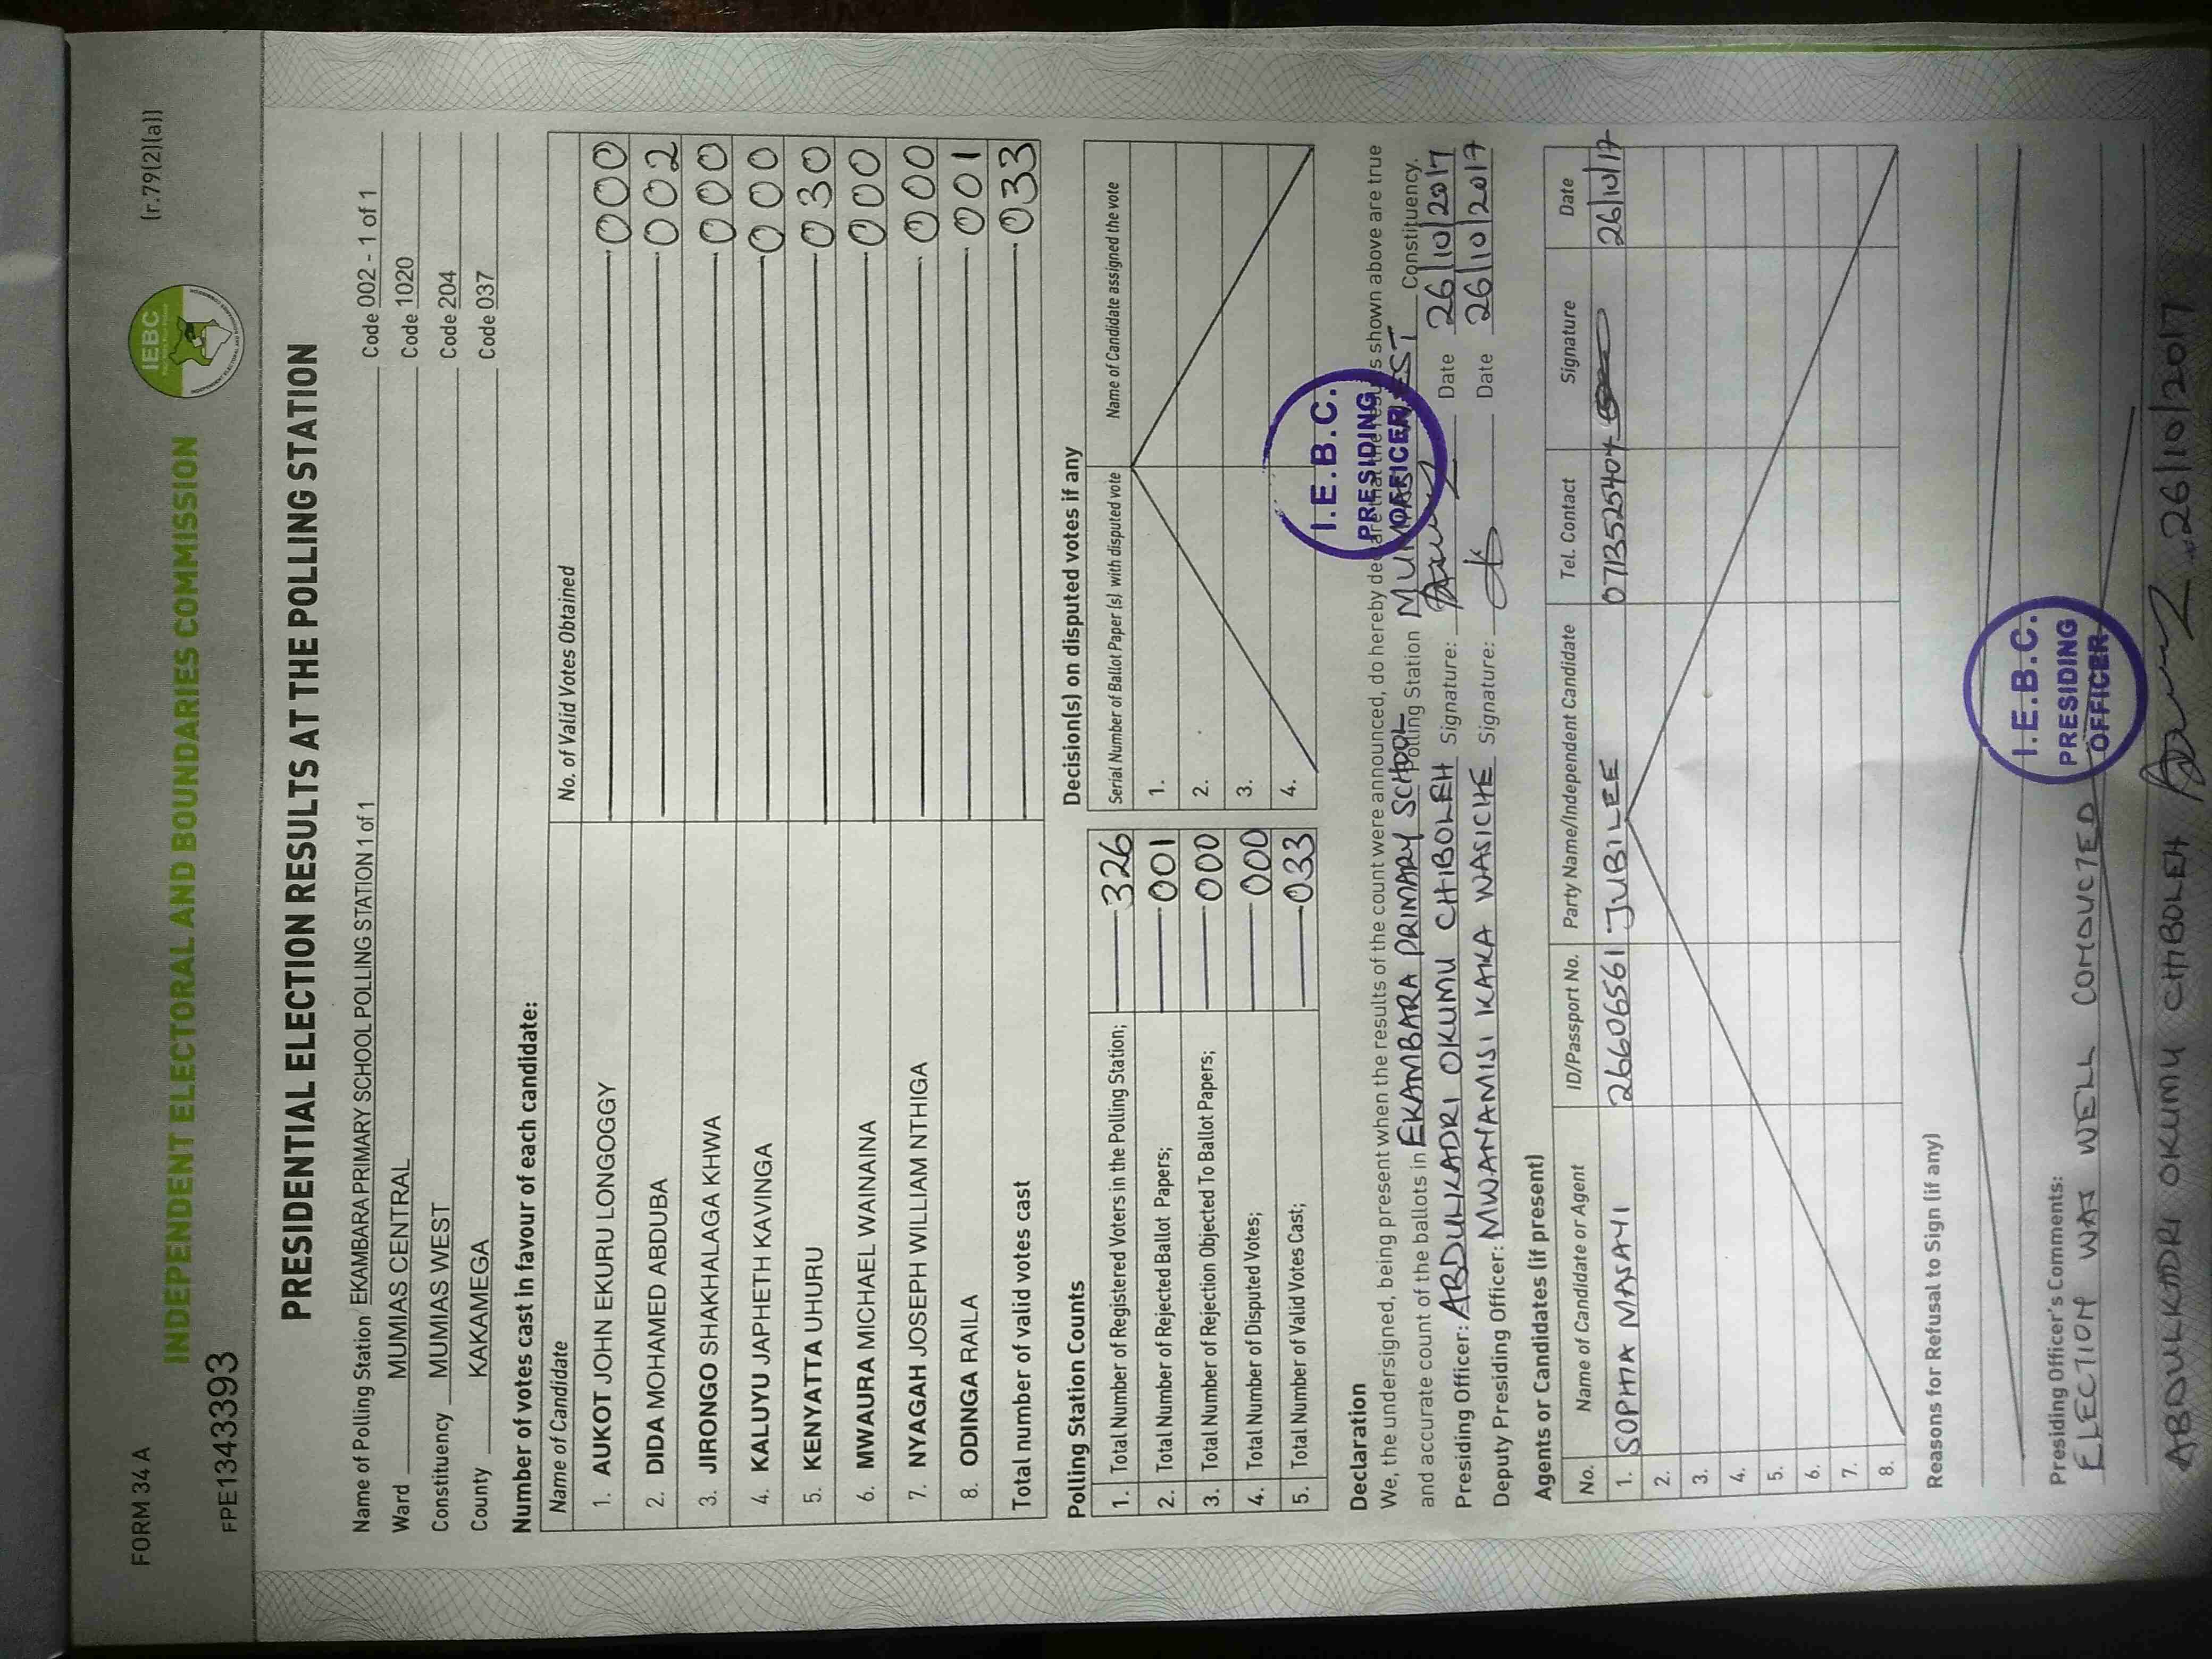 FORM 34 A
(r.79(2)(a))
IEBC
INDEPENDENT ELECTORAL AND BOUNDARIES COMMISSION
FPE1343393
PRESIDENTIAL ELECTION RESULTS AT THE POLLING STATION
Name of Polling Station EKAMBARA PRIMARY SCHOOL POLLING STATION 1 of 1 Code 002 - 1 of 1
Ward MUMIAS CENTRAL Code 1020
Constituency MUMIAS WEST Code 204
County KAKAMEGA Code 037
Number of votes cast in favour of each candidate:
Name of Candidate No. of Valid Votes Obtained
1. AUKOT JOHN EKURU LONGOGGY 000
2. DIDA MOHAMED ABDUBA 002
3. JIRONGO SHAKHALAGA KHWA 000
4. KALUYU JAPHETH KAVINGA 000
5. KENYATTA UHURU 030
6. MWAURA MICHAEL WAINAINA 000
7. NYAGAH JOSEPH WILLIAM NTHIGA 000
8. ODINGA RAILA 001
Total number of valid votes cast 033
Polling Station Counts
1. Total Number of Registered Voters in the Polling Station; 326
2. Total Number of Rejected Ballot Papers; 001
3. Total Number of Rejection Objected To Ballot Papers; 000
4. Total Number of Disputed Votes; 000
5. Total Number of Valid Votes Cast; 033
Decision(s) on disputed votes if any
Serial Number of Ballot Paper (s) with disputed vote Name of Candidate assigned the vote
1.
2.
3.
4.
Declaration
We, the undersigned, being present when the results of the count were announced, do hereby declare that the results shown above are true
and accurate count of the ballots in EKAMBARA PRIMARY SCHOOL Polling Station MUMIAS WEST Constituency.
Presiding Officer: ABDULKADRI OKUMU CHIBOLEH Signature: Date 26/10/2017
Deputy Presiding Officer: MWANAMISI IKAKA WASICHE Signature: Date 26/10/2017
I.E.B.C.
PRESIDING
OFFICER
Agents or Candidates (if present)
No. Name of Candidate or Agent ID/Passport No. Party Name/Independent Candidate Tel. Contact Signature Date
1. SOPHIA MASAYI 266606561 JUBILEE 0713525404 26/10/17
2.
3.
4.
5.
6.
7.
8.
Reasons for Refusal to Sign (if any)
Presiding Officer's Comments:
ELECTION WAS WELL CONDUCTED
I.E.B.C.
PRESIDING
OFFICER
ABDULKADRI OKUMU CHIBOLEH 26/10/2017